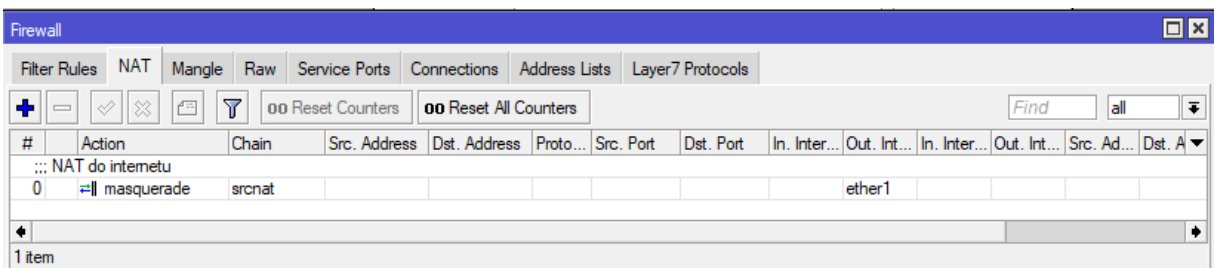 Firewall
Filter Rules NAT Mangle Raw Service Ports Connections Address Lists Layer7 Protocols
00 Reset Counters 00 Reset All Counters Find all
# Action Chain Src. Address Dst. Address Proto... Src. Port Dst. Port In. Inter... Out. Int... In. Inter... Out. Int... Src. Ad... Dst. A
;;; NAT do internetu
0 masquerade srcnat ether1
1 item